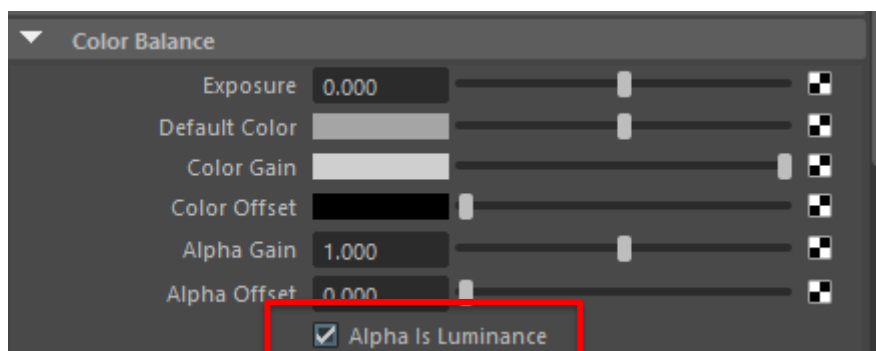 Color Balance
Exposure 0.000
Default Color
Color Gain
Color Offset
Alpha Gain 1.000
Alpha Offset 0.000
Alpha Is Luminance